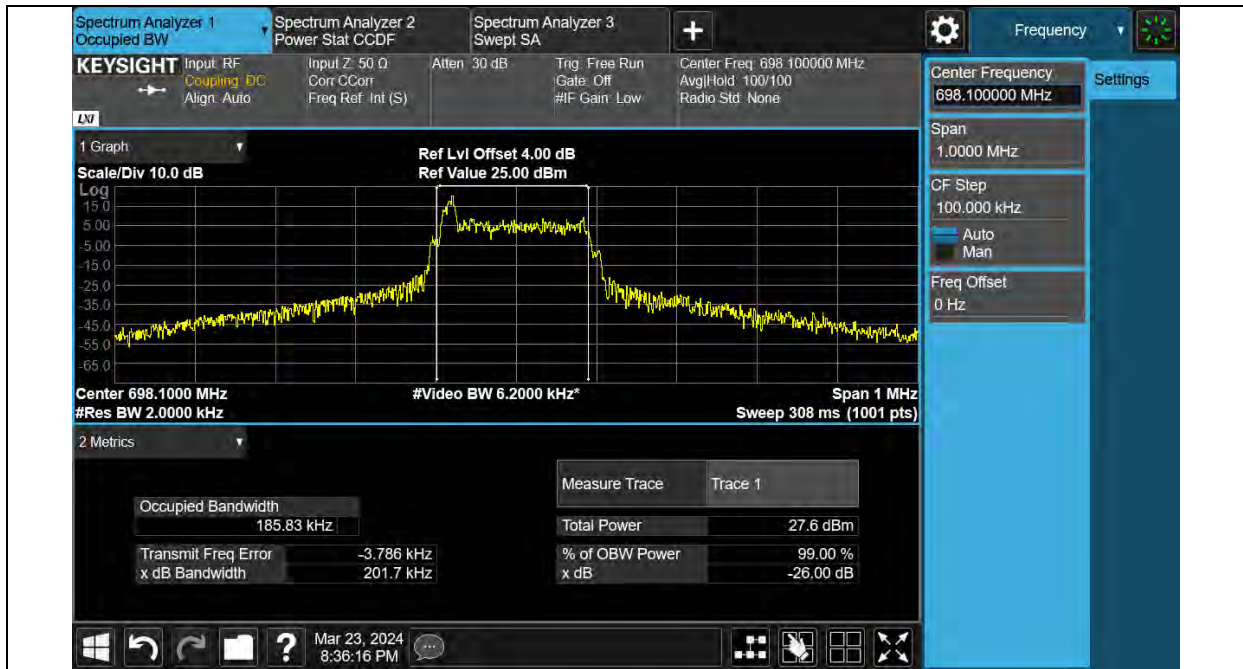 Spectrum Analyzer 1
Occupied BW
Spectrum Analyzer 2
Power Stat CCDF
Spectrum Analyzer 3
Swept SA
Frequency
KEYSIGHT
Input: RF
Coupling: DC
Align: Auto
Input Z: 50 Ω
Corr CCorr
Freq Ref: Int (S)
Atten: 30 dB
Trig: Free Run
Gate: Off
#IF Gain: Low
Center Freq: 698.100000 MHz
Avg|Hold: 100/100
Radio Std: None
LXI
Center Frequency
698.100000 MHz
Settings
Span
1.0000 MHz
CF Step
100.000 kHz
Auto
Man
Freq Offset
0 Hz
1 Graph
Scale/Div 10.0 dB
Ref Lvl Offset 4.00 dB
Ref Value 25.00 dBm
Log
15.0
5.00
-5.00
-15.0
-25.0
-35.0
-45.0
-55.0
-65.0
Center 698.1000 MHz
#Res BW 2.0000 kHz
#Video BW 6.2000 kHz*
Span 1 MHz
Sweep 308 ms (1001 pts)
2 Metrics
Measure Trace Trace 1
Occupied Bandwidth
185.83 kHz
Total Power 27.6 dBm
Transmit Freq Error -3.786 kHz
% of OBW Power 99.00 %
x dB Bandwidth 201.7 kHz
x dB -26.00 dB
Mar 23, 2024
8:36:16 PM